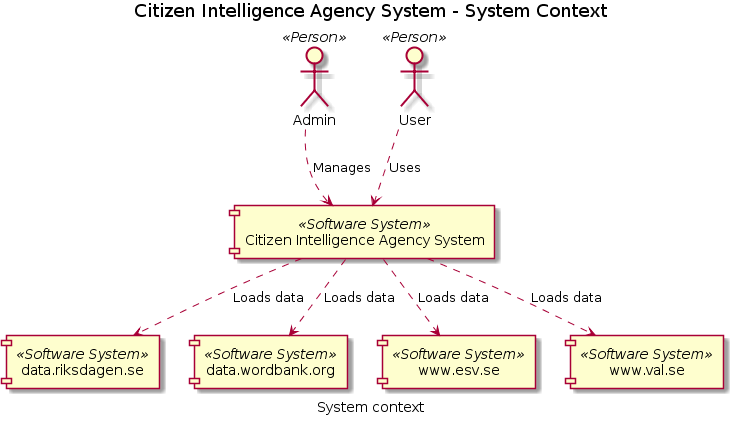 Citizen Intelligence Agency System - System Context
«Person» «Person»
Admin User
Manages Uses
«Software System»
Citizen Intelligence Agency System
Loads data Loads data Loads data Loads data
«Software System» «Software System» «Software System» «Software System»
data.riksdagen.se data.wordbank.org www.esv.se www.val.se
System context